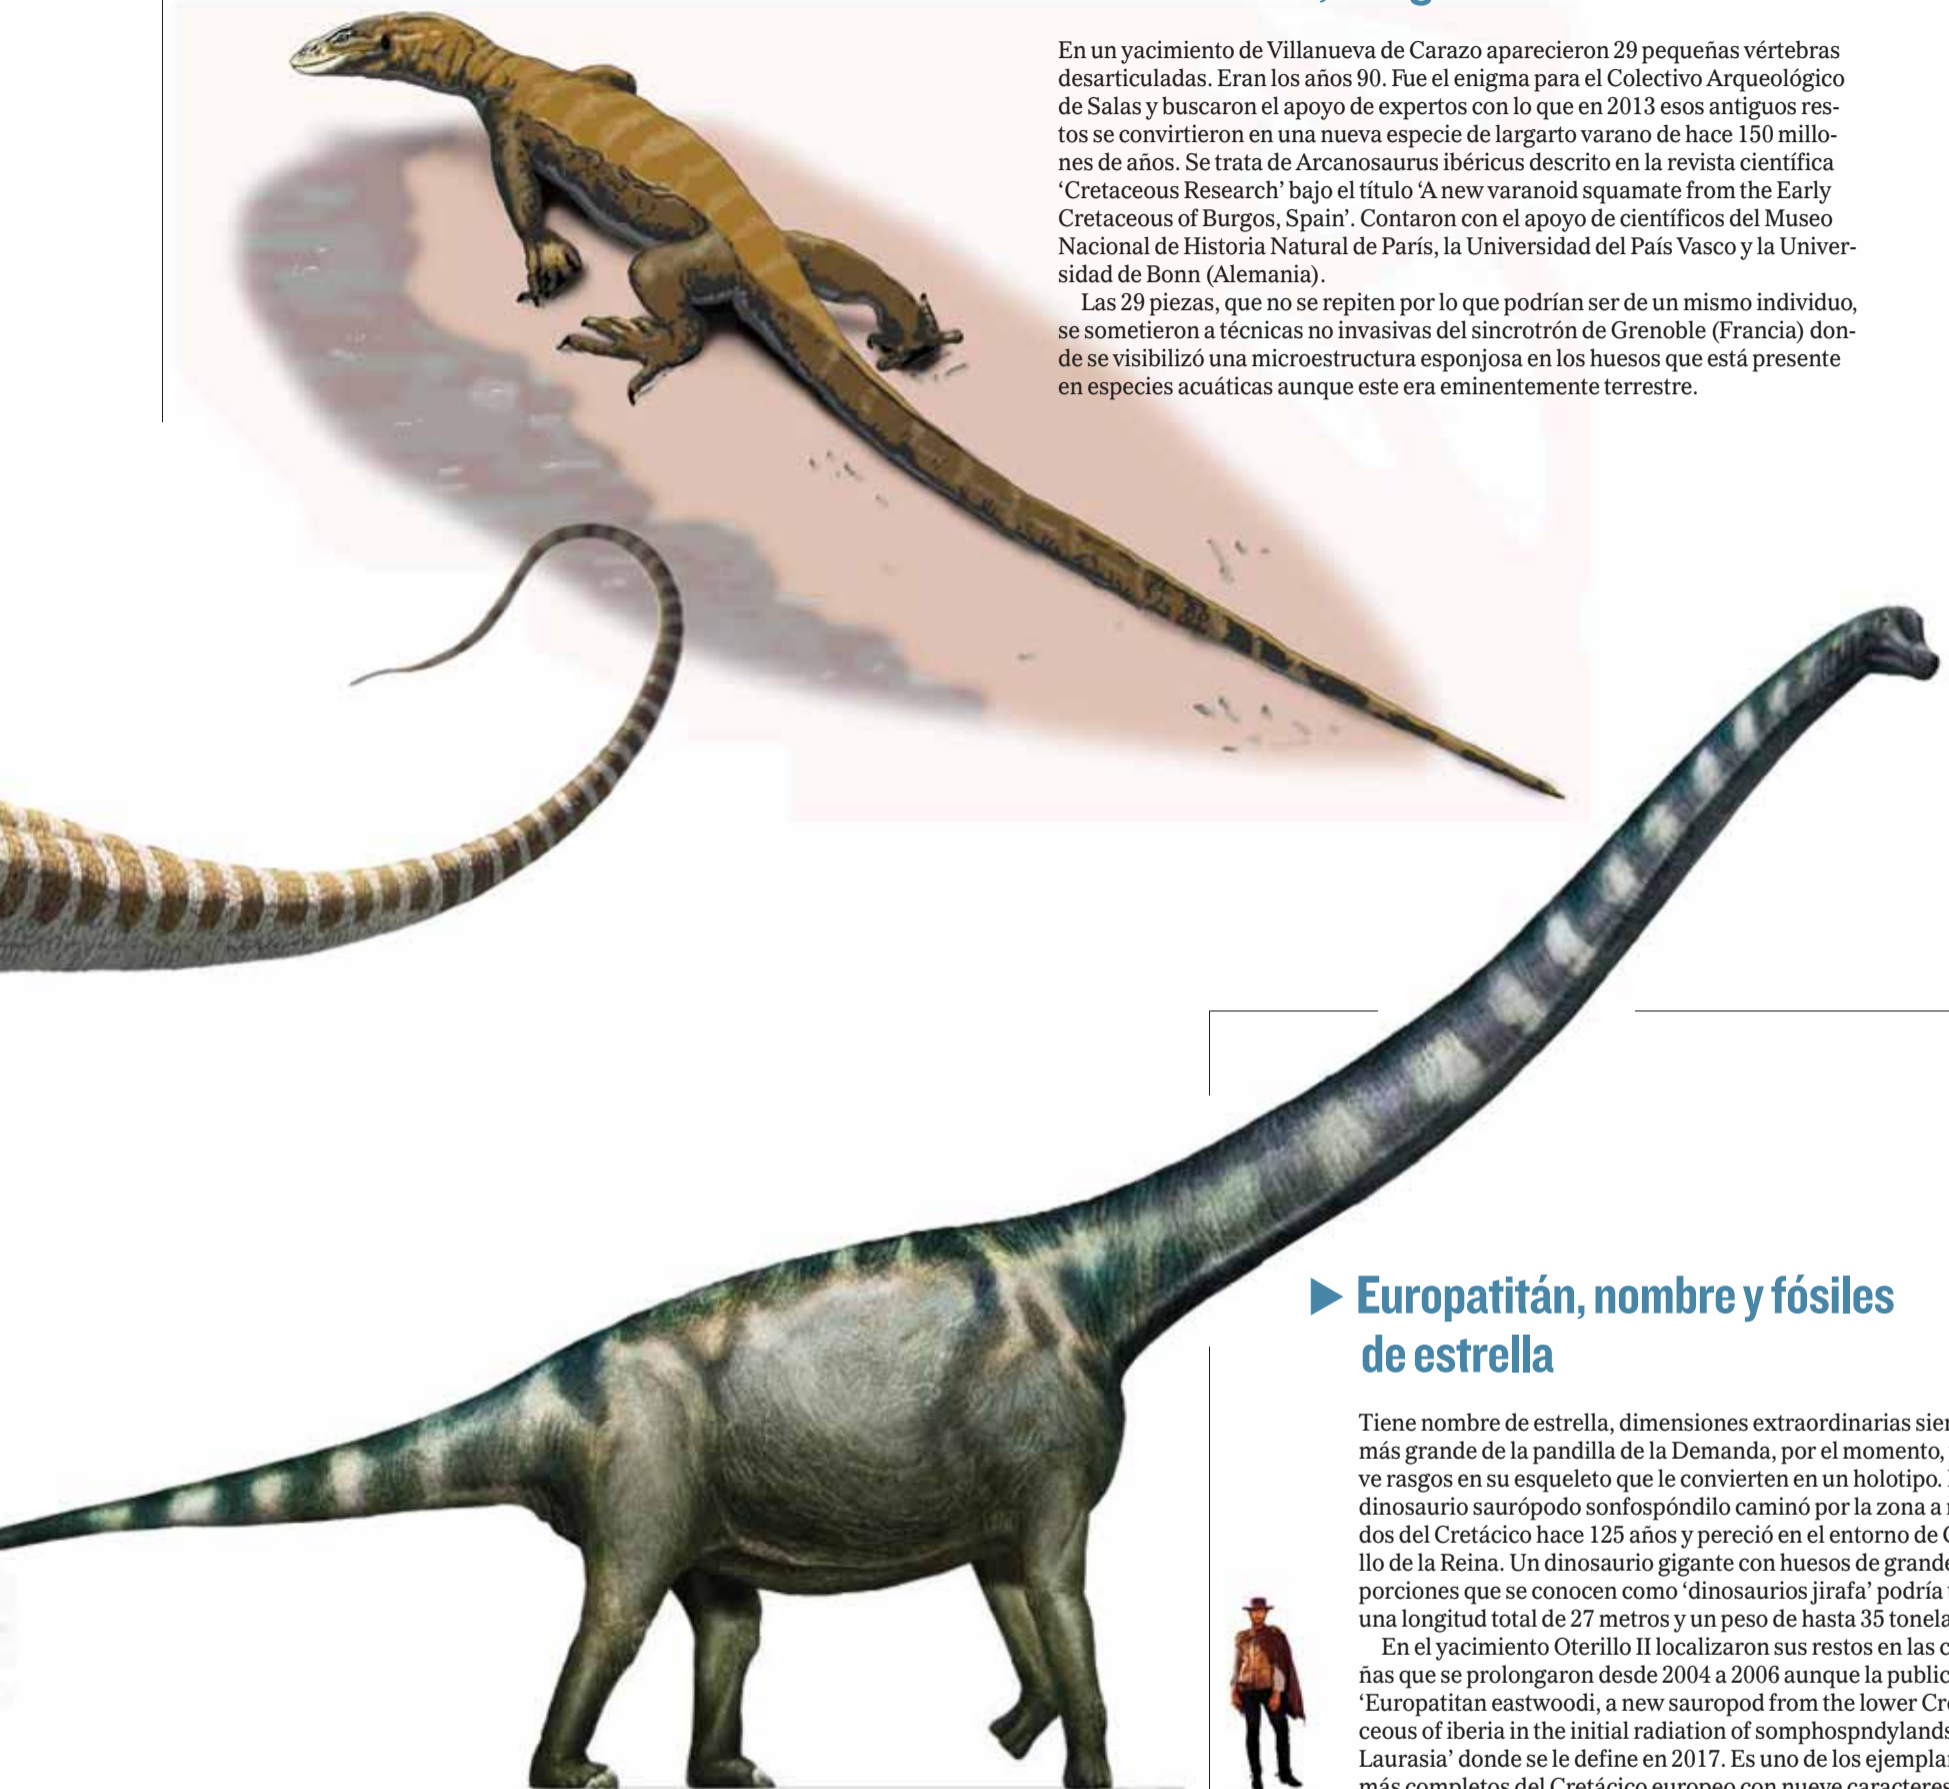 En un yacimiento de Villanueva de Carazo aparecieron 29 pequeñas vértebras
desarticuladas. Eran los años 90. Fue el enigma para el Colectivo Arqueológico
de Salas y buscaron el apoyo de expertos con lo que en 2013 esos antiguos res-
tos se convirtieron en una nueva especie de largarto varano de hace 150 millo-
nes de años. Se trata de Arcanosaurus ibéricus descrito en la revista científica
‘Cretaceous Research’ bajo el título ‘A new varanoid squamate from the Early
Cretaceous of Burgos, Spain’. Contaron con el apoyo de científicos del Museo
Nacional de Historia Natural de París, la Universidad del País Vasco y la Univer-
sidad de Bonn (Alemania).
Las 29 piezas, que no se repiten por lo que podrían ser de un mismo individuo,
se sometieron a técnicas no invasivas del sincrotrón de Grenoble (Francia) don-
de se visibilizó una microestructura esponjosa en los huesos que está presente
en especies acuáticas aunque este era eminentemente terrestre.
▶ Europatitán, nombre y fósiles
de estrella
Tiene nombre de estrella, dimensiones extraordinarias
más grande de la pandilla de la Demanda, por el momento,
ve rasgos en su esqueleto que le convierten en un holotipo.
dinosaurio saurópodo sonfospóndilo caminó por la zona a
dos del Cretácico hace 125 años y pereció en el entorno de
llo de la Reina. Un dinosaurio gigante con huesos de
porciones que se conocen como ‘dinosaurios jirafa’ podría
una longitud total de 27 metros y un peso de hasta 35
En el yacimiento Oterillo II localizaron sus restos en las
ñas que se prolongaron desde 2004 a 2006 aunque la
‘Europatitan eastwoodi, a new sauropod from the lower
ceous of iberia in the initial radiation of somphospndylands
Laurasia’ donde se le define en 2017. Es uno de los
más completos del Cretácico europeo con nueve